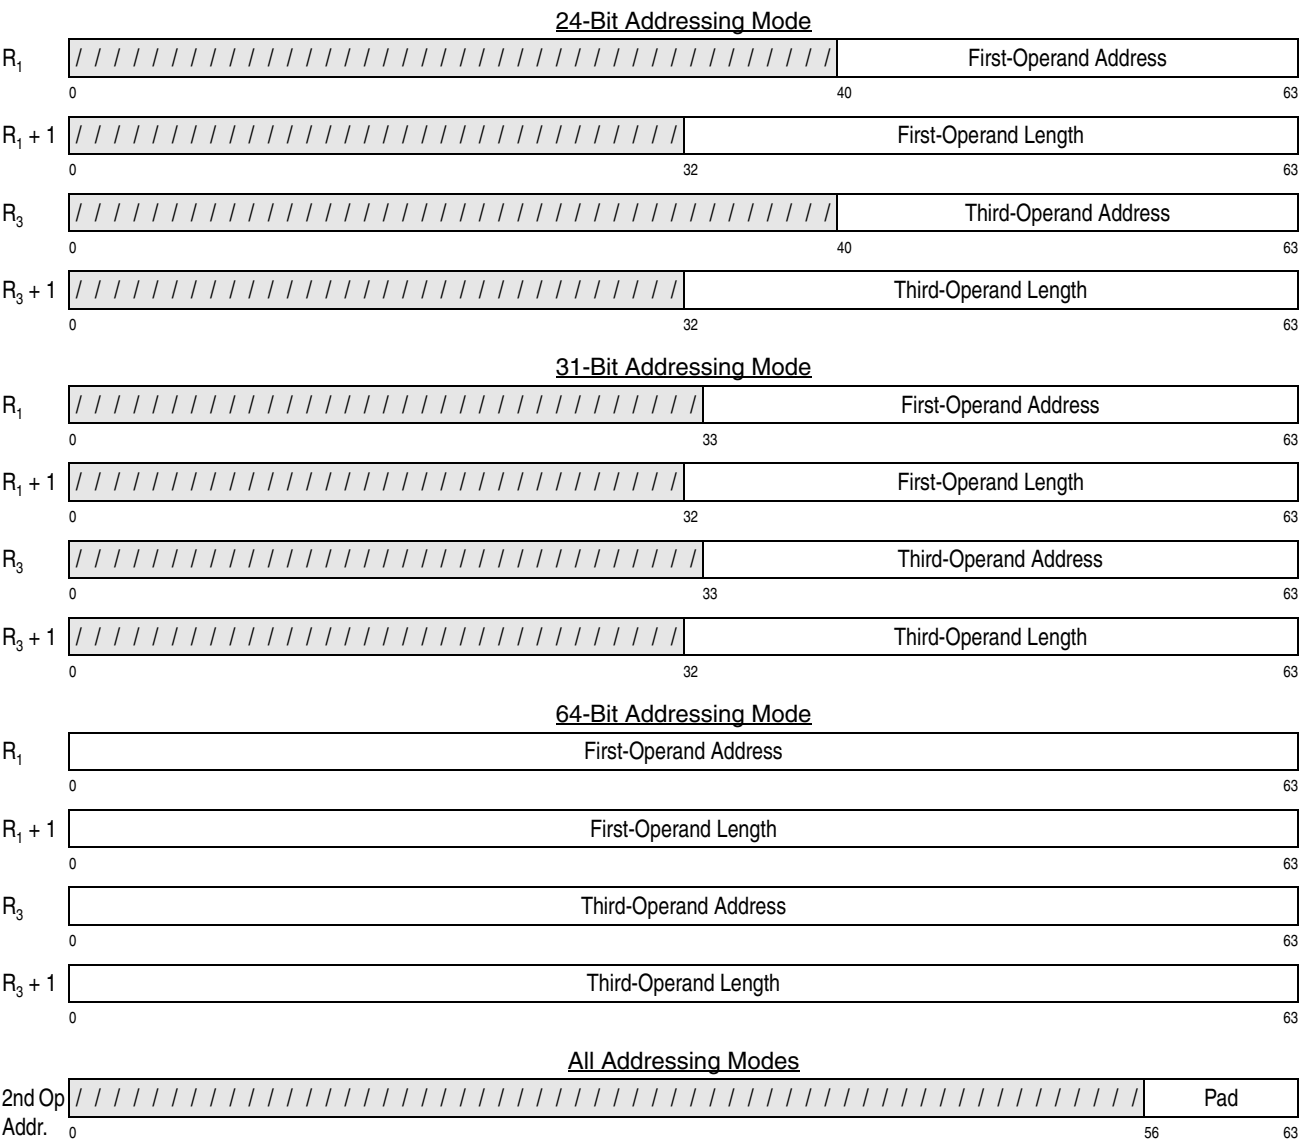 24-Bit Addressing Mode
R1 / / / / / / / / / / / / / / / / / / / / / / / / / / / / / / / / / / / / / / / / First-Operand Address
0 40 63
R1 + 1 / / / / / / / / / / / / / / / / / / / / / / / / / / / / / / / / First-Operand Length
0 32 63
R3 / / / / / / / / / / / / / / / / / / / / / / / / / / / / / / / / / / / / / / / / Third-Operand Address
0 40 63
R3 + 1 / / / / / / / / / / / / / / / / / / / / / / / / / / / / / / / / Third-Operand Length
0 32 63
31-Bit Addressing Mode
R1 / / / / / / / / / / / / / / / / / / / / / / / / / / / / / / / / / First-Operand Address
0 33 63
R1 + 1 / / / / / / / / / / / / / / / / / / / / / / / / / / / / / / / / First-Operand Length
0 32 63
R3 / / / / / / / / / / / / / / / / / / / / / / / / / / / / / / / / / Third-Operand Address
0 33 63
R3 + 1 / / / / / / / / / / / / / / / / / / / / / / / / / / / / / / / / Third-Operand Length
0 32 63
64-Bit Addressing Mode
R1 First-Operand Address
0 63
R1 + 1 First-Operand Length
0 63
R3 Third-Operand Address
0 63
R3 + 1 Third-Operand Length
0 63
All Addressing Modes
2nd Op / / / / / / / / / / / / / / / / / / / / / / / / / / / / / / / / / / / / / / / / / / / / / / / / / / / / / / / / Pad
Addr. 0 56 63